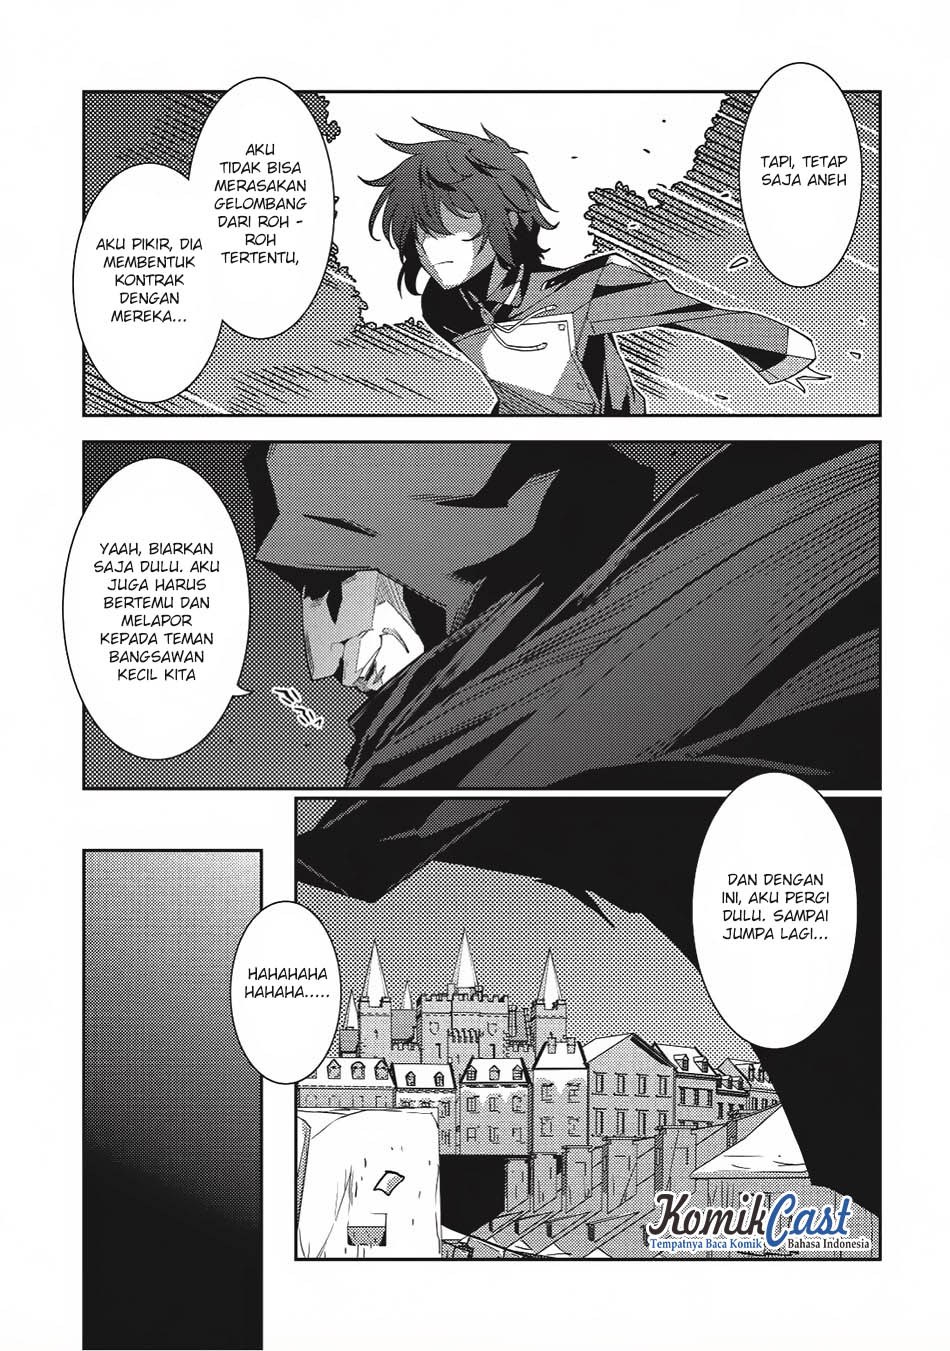 TAPI, TETAP
SAJA ANEH
AKU
TIDAK BISA
MERASAKAN
GELOMBANG
DARI ROH -
ROH
TERTENTU,
AKU PIKIR, DIA
MEMBENTUK
KONTRAK
DENGAN
MEREKA...
YAAH, BIARKAN
SAJA DULU. AKU
JUGA HARUS
BERTEMU DAN
MELAPOR
KEPADA TEMAN
BANGSAWAN
KECIL KITA
DAN DENGAN
INI, AKU PERGI
DULU. SAMPAI
JUMPA LAGI...
HAHAHAHA
HAHAHA.....
KomikCast
Tempatnya Baca Komik Bahasa Indonesia